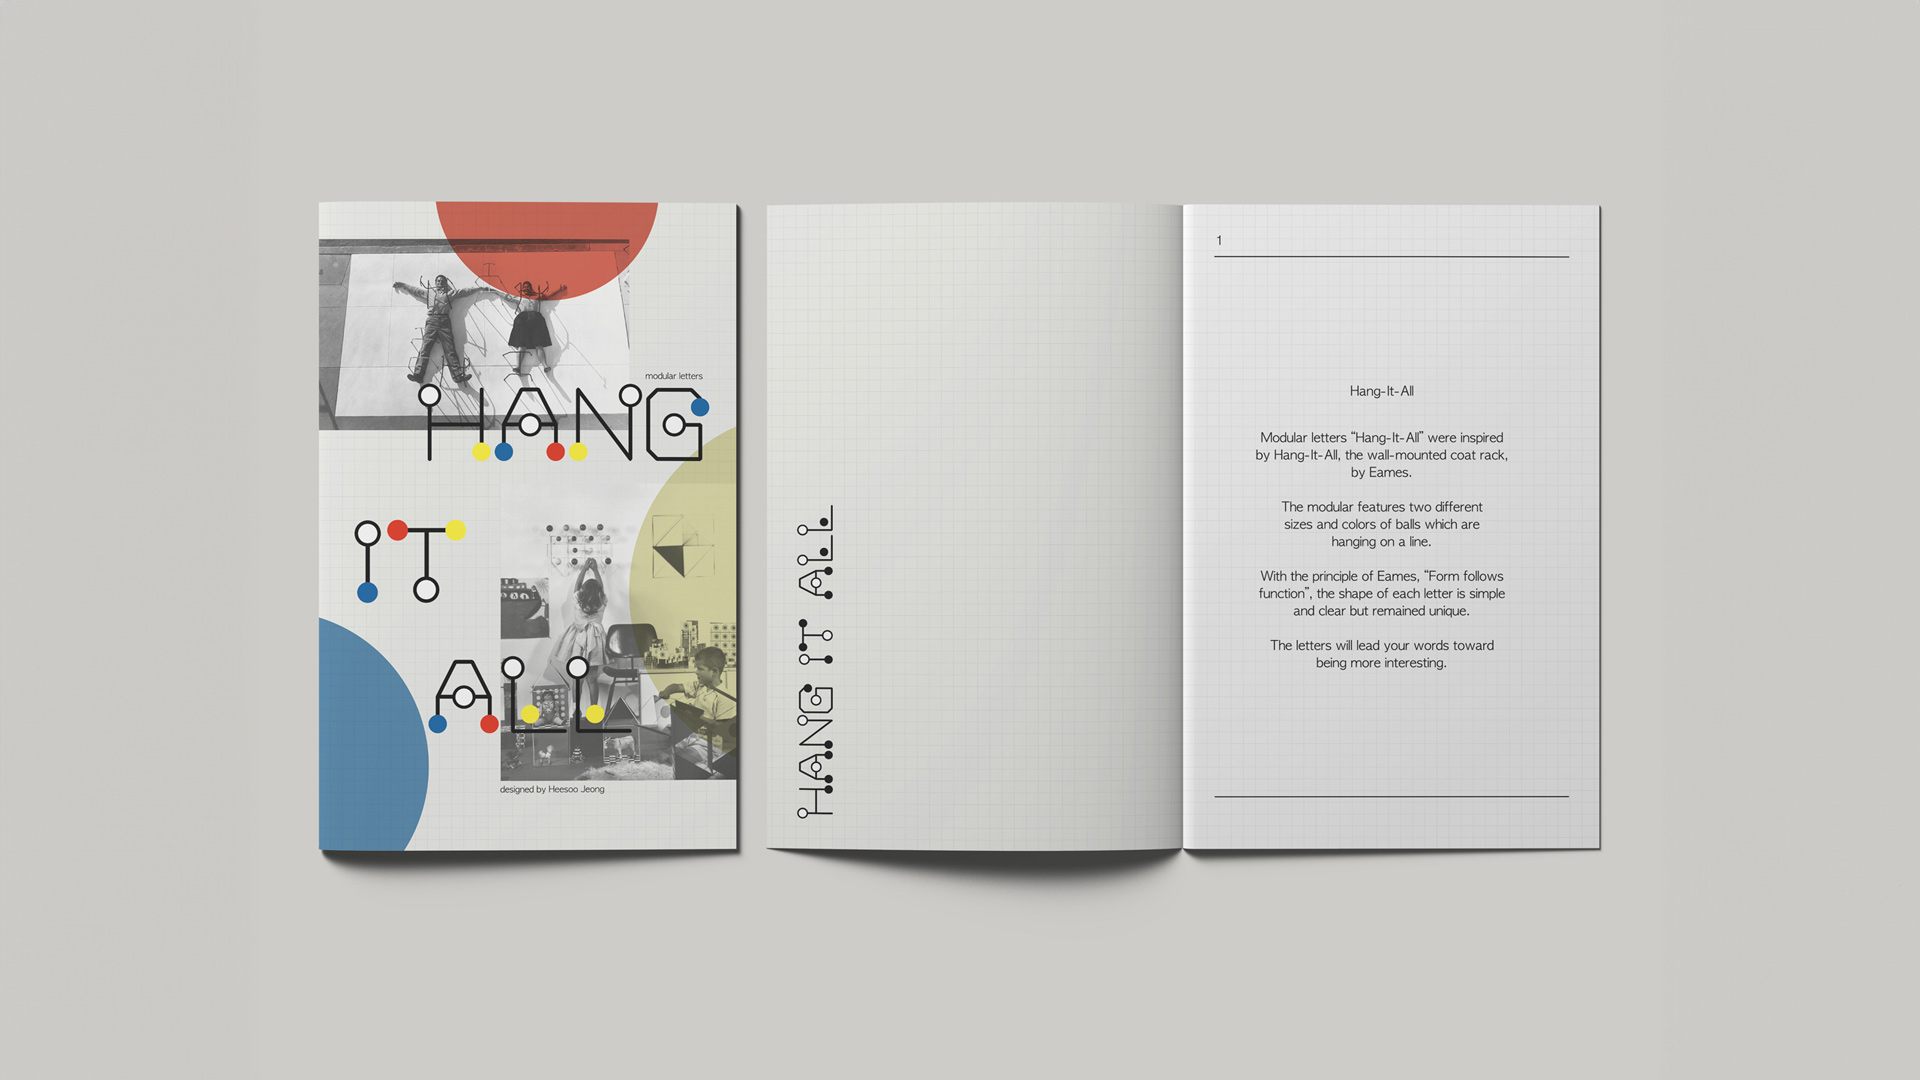 modular letters
HANG
IT
ALL
designed by Heesoo Jeong
HANG IT ALL
1
Hang-It-All
Modular letters “Hang-It-All” were inspired
by Hang-It-All, the wall-mounted coat rack,
by Eames.
The modular features two different
sizes and colors of balls which are
hanging on a line.
With the principle of Eames, “Form follows
function”, the shape of each letter is simple
and clear but remained unique.
The letters will lead your words toward
being more interesting.